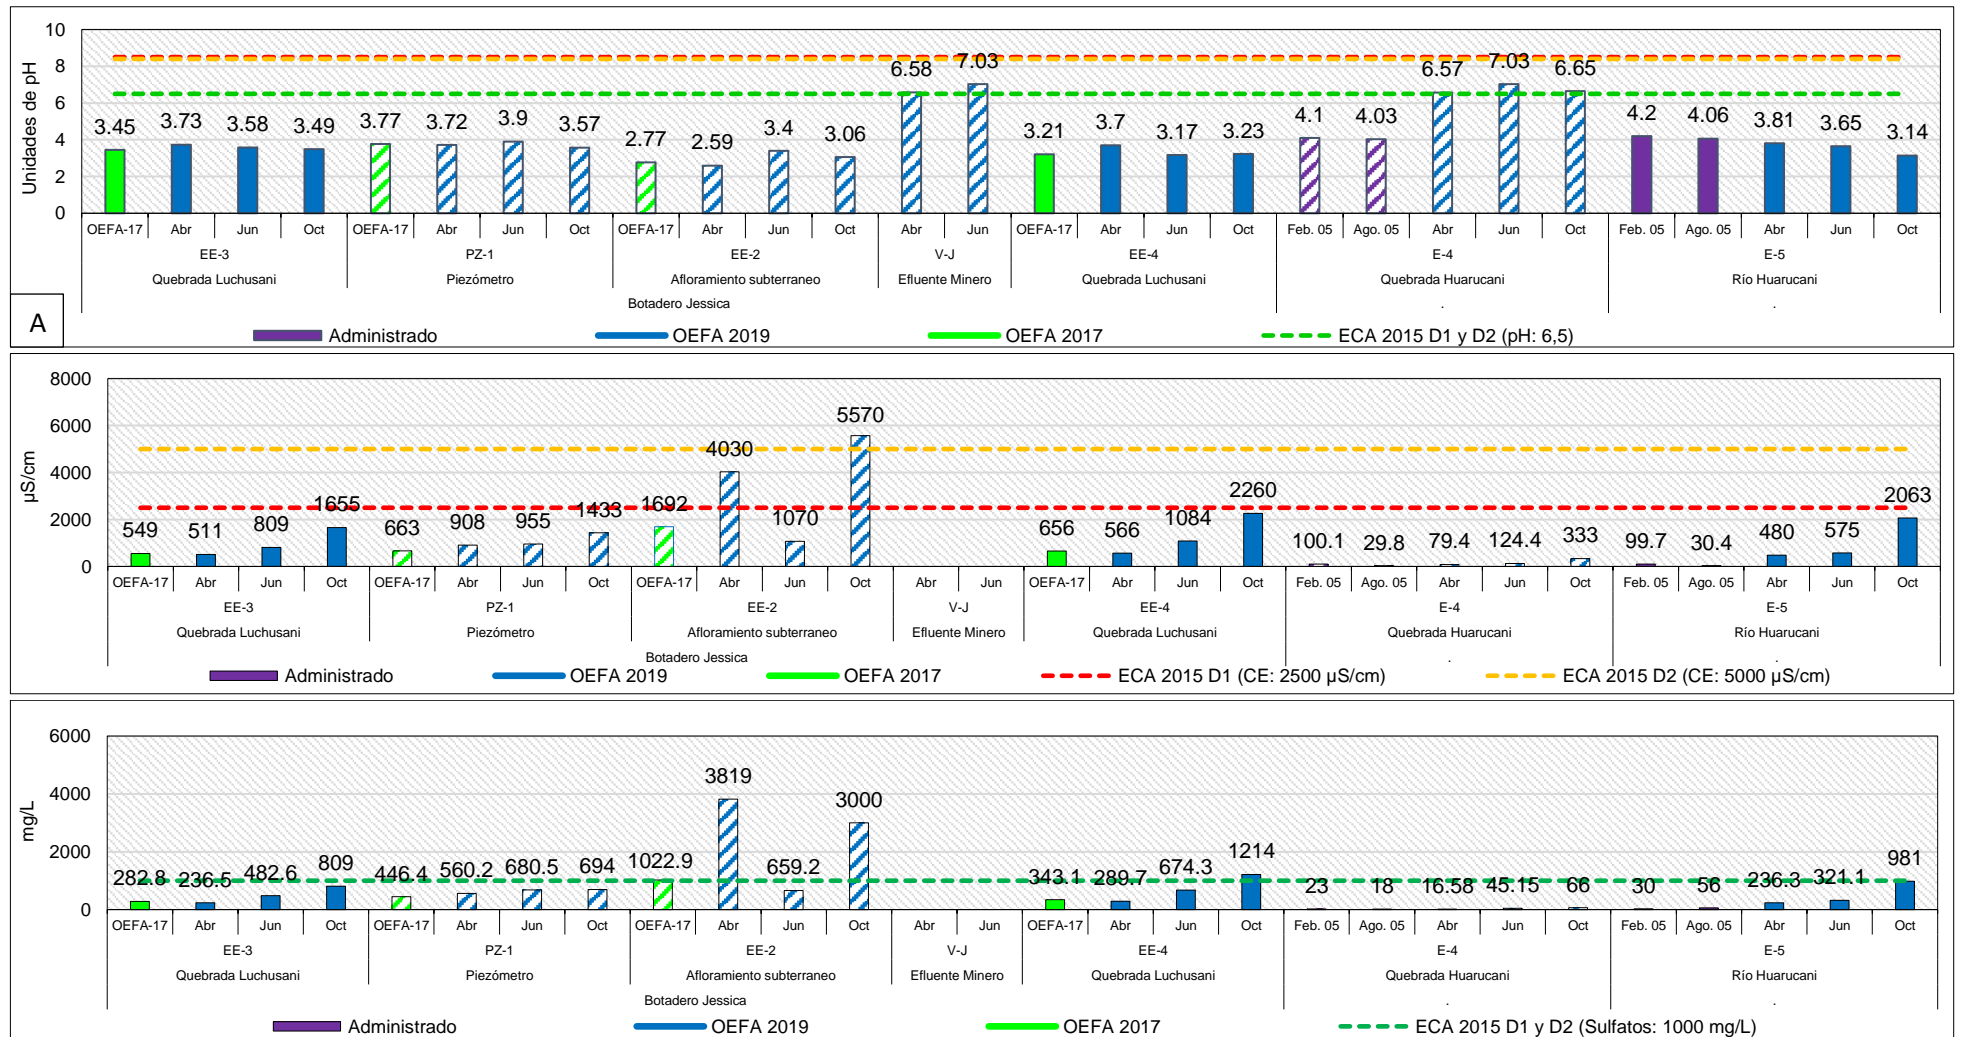 10
8
6
4
2
0
Unidades de pH
3.45 3.73 3.58 3.49 3.77 3.72 3.9 3.57 2.77 2.59 3.4 3.06 6.58 7.03 3.21 3.7 3.17 3.23 4.1 4.03 6.57 7.03 6.65 4.2 4.06 3.81 3.65 3.14
OEFA-17 Abr Jun Oct OEFA-17 Abr Jun Oct OEFA-17 Abr Jun Oct Abr Jun OEFA-17 Abr Jun Oct Feb. 05 Ago. 05 Abr Jun Oct Feb. 05 Ago. 05 Abr Jun Oct
EE-3 PZ-1 EE-2 V-J EE-4 E-4 E-5
Quebrada Luchusani Piezómetro Afloramiento subterraneo Efluente Minero Quebrada Luchusani Quebrada Huarucani Río Huarucani
Botadero Jessica . .
A
Administrado OEFA 2019 OEFA 2017 ECA 2015 D1 y D2 (pH: 6,5)
8000
6000
4000
2000
0
µS/cm
549 511 809 1655 663 908 955 1433 1692 4030 1070 5570 656 566 1084 2260 100.1 29.8 79.4 124.4 333 99.7 30.4 480 575 2063
OEFA-17 Abr Jun Oct OEFA-17 Abr Jun Oct OEFA-17 Abr Jun Oct Abr Jun OEFA-17 Abr Jun Oct Feb. 05 Ago. 05 Abr Jun Oct Feb. 05 Ago. 05 Abr Jun Oct
EE-3 PZ-1 EE-2 V-J EE-4 E-4 E-5
Quebrada Luchusani Piezómetro Afloramiento subterraneo Efluente Minero Quebrada Luchusani Quebrada Huarucani Río Huarucani
Botadero Jessica . .
Administrado OEFA 2019 OEFA 2017 ECA 2015 D1 (CE: 2500 µS/cm) ECA 2015 D2 (CE: 5000 µS/cm)
6000
4000
2000
0
mg/L
282.8 236.5 482.6 809 446.4 560.2 680.5 694 1022.9 3819 659.2 3000 343.1 289.7 674.3 1214 23 18 16.58 45.15 66 30 56 236.3 321.1 981
OEFA-17 Abr Jun Oct OEFA-17 Abr Jun Oct OEFA-17 Abr Jun Oct Abr Jun OEFA-17 Abr Jun Oct Feb. 05 Ago. 05 Abr Jun Oct Feb. 05 Ago. 05 Abr Jun Oct
EE-3 PZ-1 EE-2 V-J EE-4 E-4 E-5
Quebrada Luchusani Piezómetro Afloramiento subterraneo Efluente Minero Quebrada Luchusani Quebrada Huarucani Río Huarucani
Botadero Jessica . .
Administrado OEFA 2019 OEFA 2017 ECA 2015 D1 y D2 (Sulfatos: 1000 mg/L)